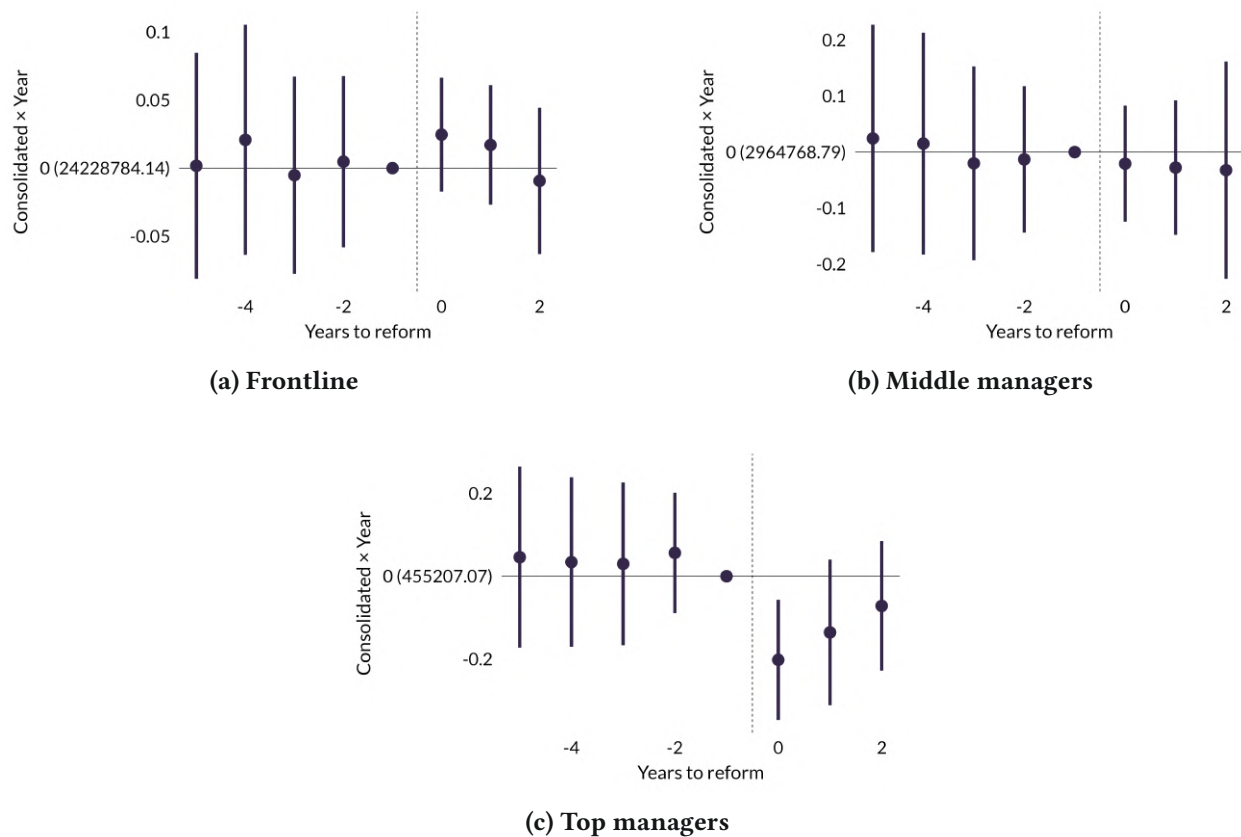 Consolidated × Year
0.1
0.05
0 (24228784.14)
-0.05
-4
-2
0
2
Years to reform
(a) Frontline
Consolidated × Year
0.2
0.1
0 (2964768.79)
-0.1
-0.2
-4
-2
0
2
Years to reform
(b) Middle managers
Consolidated × Year
0.2
0 (455207.07)
-0.2
-4
-2
0
2
Years to reform
(c) Top managers